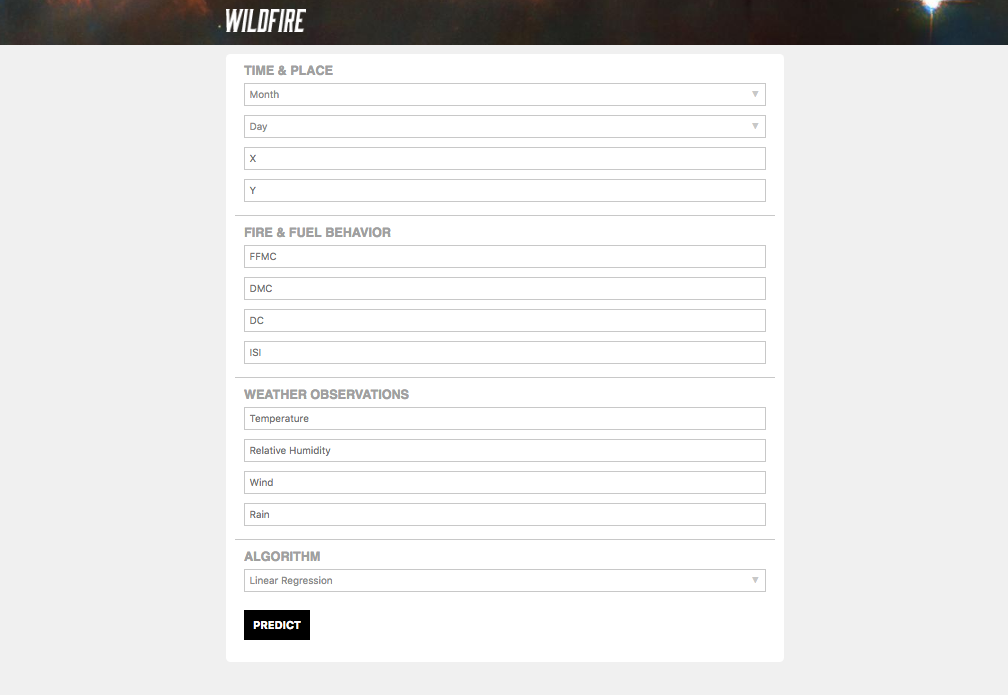 WILDFIRE
TIME & PLACE
Month
Day
X
Y
FIRE & FUEL BEHAVIOR
FFMC
DMC
DC
ISI
WEATHER OBSERVATIONS
Temperature
Relative Humidity
Wind
Rain
ALGORITHM
Linear Regression
PREDICT